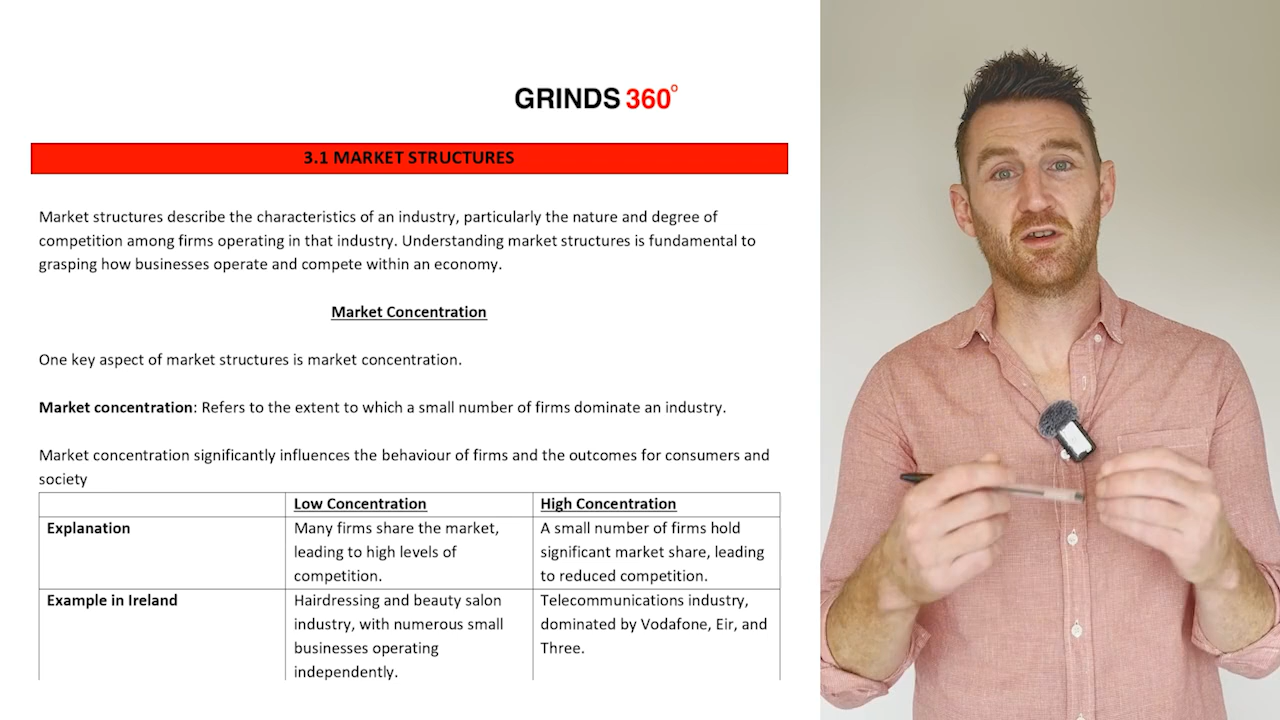 GRINDS 360°
3.1 MARKET STRUCTURES
Market structures describe the characteristics of an industry, particularly the nature and degree of
competition among firms operating in that industry. Understanding market structures is fundamental to
grasping how businesses operate and compete within an economy.
Market Concentration
One key aspect of market structures is market concentration.
Market concentration: Refers to the extent to which a small number of firms dominate an industry.
Market concentration significantly influences the behaviour of firms and the outcomes for consumers and
society
Low Concentration
High Concentration
Explanation
Many firms share the market,
leading to high levels of
competition.
A small number of firms hold
significant market share, leading
to reduced competition.
Example in Ireland
Hairdressing and beauty salon
industry, with numerous small
businesses operating
independently.
Telecommunications industry,
dominated by Vodafone, Eir, and
Three.